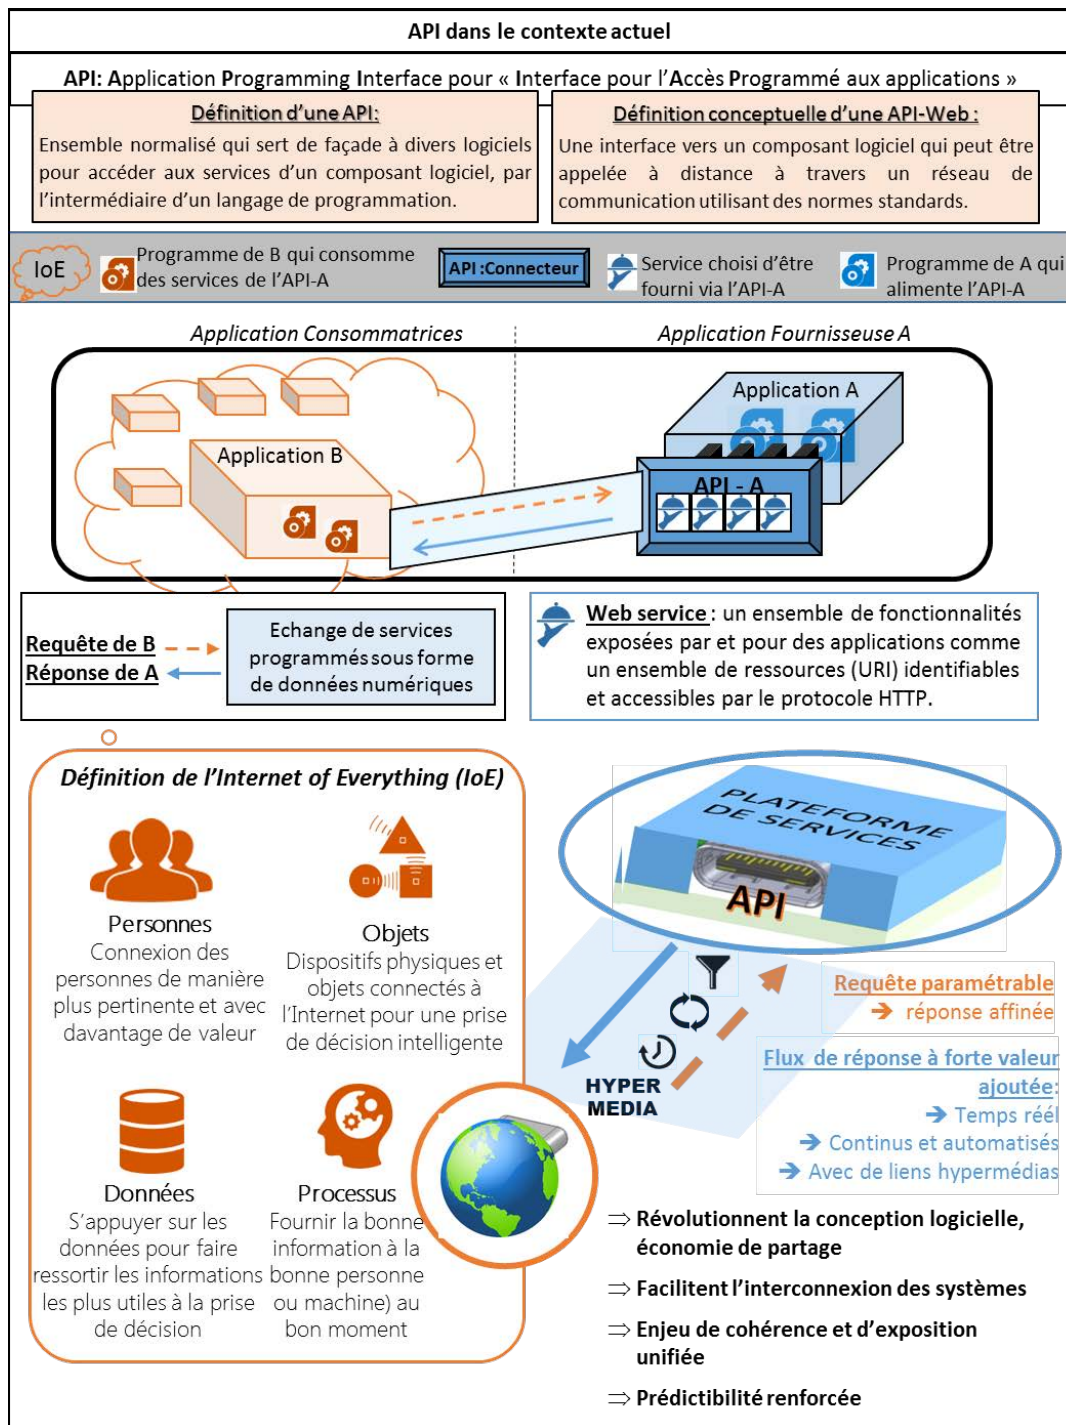 API dans le contexte actuel
API: Application Programming Interface pour « Interface pour l'Accès Programmé aux applications »
Définition d'une API:
Ensemble normalisé qui sert de façade à divers logiciels
pour accéder aux services d'un composant logiciel, par
l'intermédiaire d'un langage de programmation.
Définition conceptuelle d'une API-Web :
Une interface vers un composant logiciel qui peut être
appelée à distance à travers un réseau de
communication utilisant des normes standards.
IoE
Programme de B qui consomme
des services de l'API-A
API :Connecteur
Service choisi d'être
fourni via l'API-A
Programme de A qui
alimente l'API-A
Application Consommatrices
Application Fournisseuse A
Application B
Application A
API - A
Requête de B
Réponse de A
Echange de services
programmés sous forme
de données numériques
Web service : un ensemble de fonctionnalités
exposées par et pour des applications comme
un ensemble de ressources (URI) identifiables
et accessibles par le protocole HTTP.
Définition de l'Internet of Everything (IoE)
Personnes
Connexion des
personnes de manière
plus pertinente et avec
davantage de valeur
Objets
Dispositifs physiques et
objets connectés à
l'Internet pour une prise
de décision intelligente
Données
S'appuyer sur les
données pour faire
ressortir les informations
les plus utiles à la prise
de décision
Processus
Fournir la bonne
information à la
bonne personne
ou machine) au
bon moment
PLATEFORME
DE SERVICES
API
HYPER
MEDIA
Requête paramétrable
➔ réponse affinée
Flux de réponse à forte valeur
ajoutée:
➔ Temps réél
➔ Continus et automatisés
➔ Avec de liens hypermédias
⇒ Révolutionnent la conception logicielle,
économie de partage
⇒ Facilitent l'interconnexion des systèmes
⇒ Enjeu de cohérence et d'exposition
unifiée
⇒ Prédictibilité renforcée